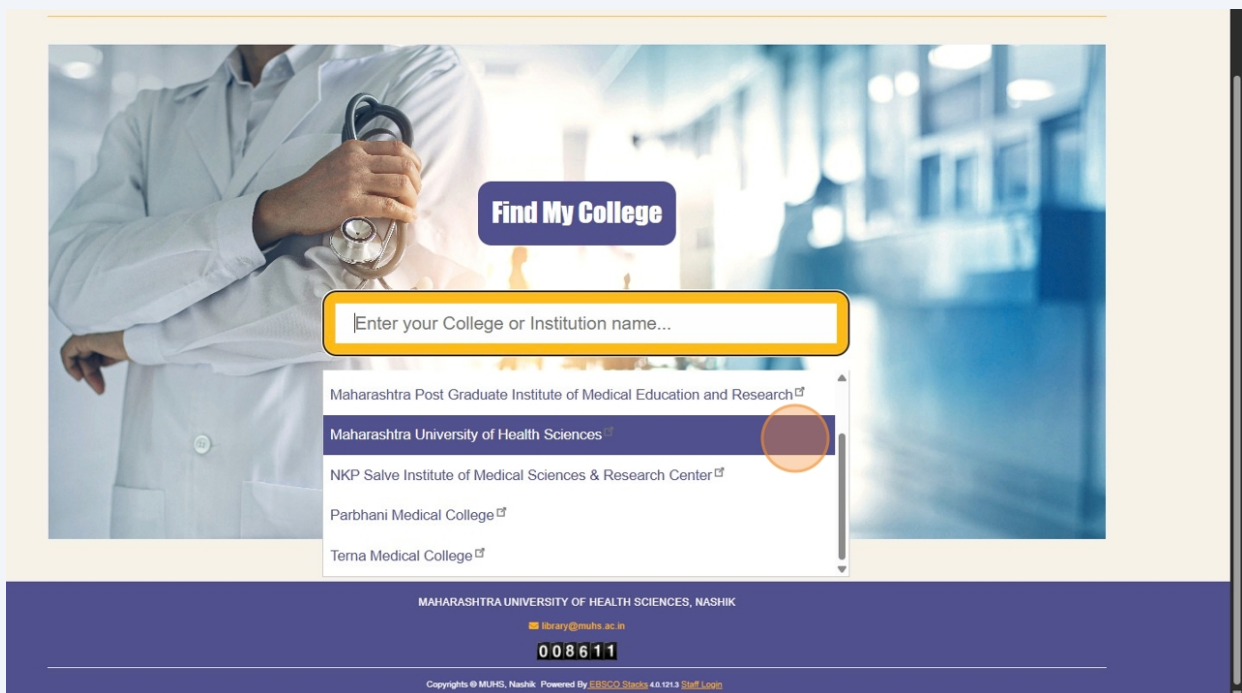 Find My College
Enter your College or Institution name...
Maharashtra Post Graduate Institute of Medical Education and Research
Maharashtra University of Health Sciences
NKP Salve Institute of Medical Sciences & Research Center
Parbhani Medical College
Terna Medical College
MAHARASHTRA UNIVERSITY OF HEALTH SCIENCES, NASHIK
library@muhs.ac.in
008611
Copyrights @ MUHS, Nashik Powered By EBSCO Stacks 4.0.121.3 Staff Login